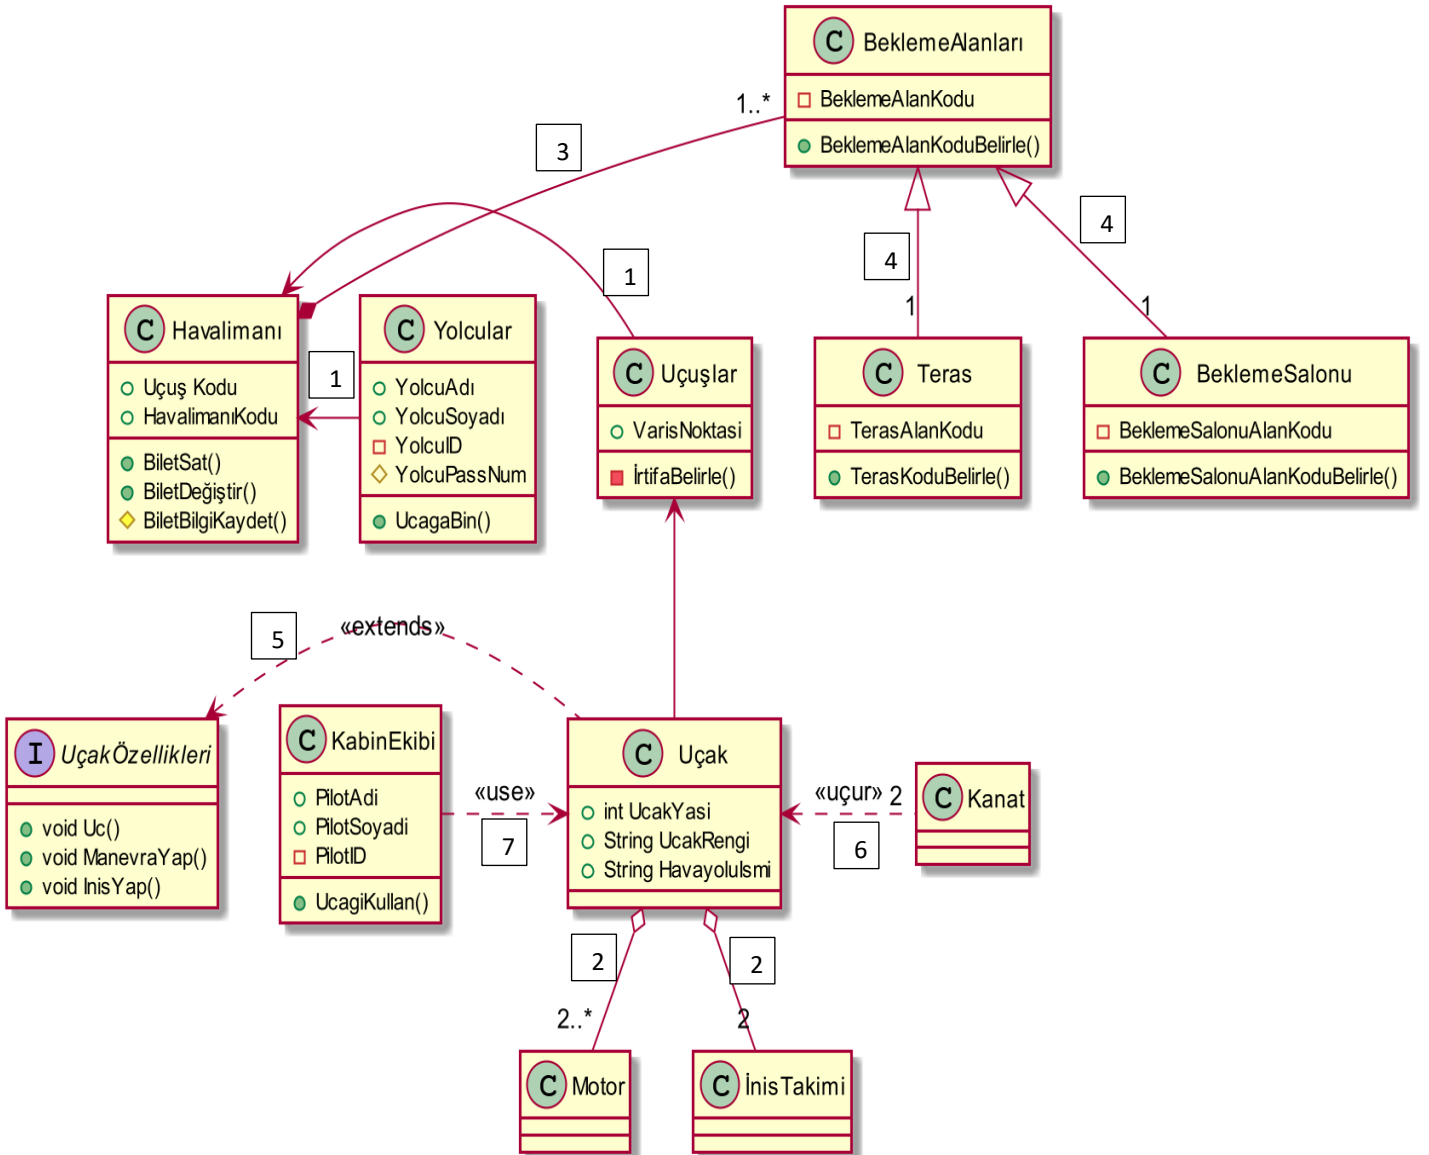 C BeklemeAlanları
BeklemeAlanKodu
BeklemeAlanKoduBelirle()
1..*
3
4
4
1
1
1
C Havalimanı
Uçuş Kodu
HavalimanıKodu
BiletSat()
BiletDeğiştir()
BiletBilgiKaydet()
1
C Yolcular
YolcuAdı
YolcuSoyadı
YolcuID
YolcuPassNum
UcagaBin()
C Uçuşlar
VarisNoktasi
İrtifaBelirle()
C Teras
TerasAlanKodu
TerasKoduBelirle()
C BeklemeSalonu
BeklemeSalonuAlanKodu
BeklemeSalonuAlanKoduBelirle()
5
«extends»
I UçakÖzellikleri
void Uc()
void ManevraYap()
void InisYap()
C KabinEkibi
PilotAdi
PilotSoyadi
PilotID
UcagiKullan()
«use»
7
C Uçak
int UcakYasi
String UcakRengi
String HavayoluIsmi
«uçur» 2
6
C Kanat
2
2
2..*
2
C Motor
C İnisTakimi